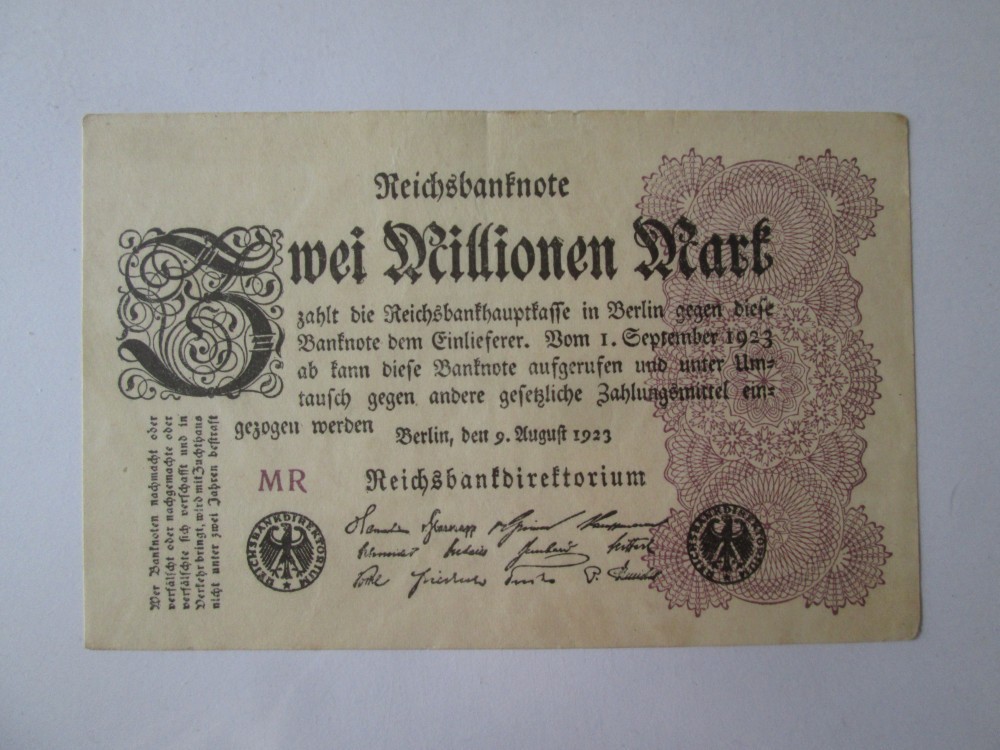 Reichsbanknote
Zwei Millionen Mark
zahlt die Reichsbankhauptkasse in Berlin gegen diese
Banknote dem Einlieferer. Vom 1. September 1923
ab kann diese Banknote aufgerufen und unter Um=
tausch gegen andere gesetzliche Zahlungsmittel ein=
gezogen werden
Berlin, den 9. August 1923
MR
Reichsbankdirektorium
REICHSBANKDIREKTORIUM
REICHSBANKDIREKTORIUM
Wer Banknoten nachmacht oder
verfälscht oder nachgemachte oder
verfälschte sich verschafft und in
Verkehr bringt, wird mit Zuchthaus
nicht unter zwei Jahren bestraft